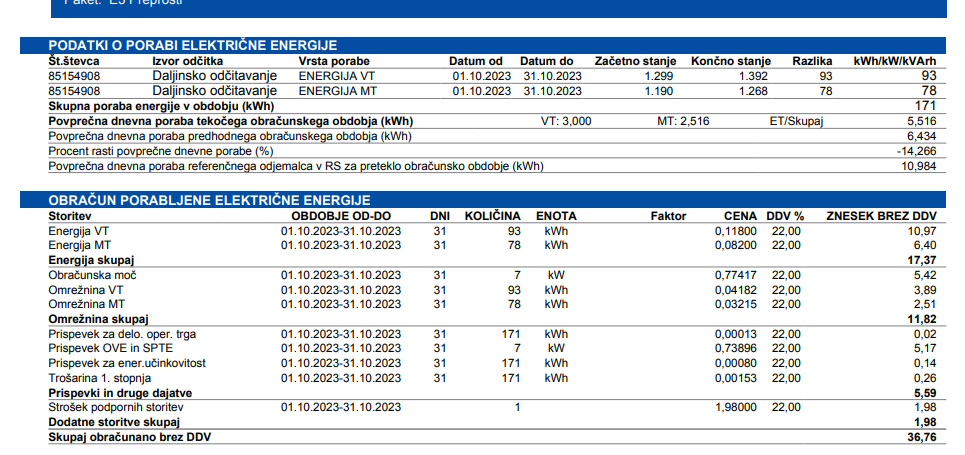 Paket: E3 Preprosti
PODATKI O PORABI ELEKTRIČNE ENERGIJE
Št.števca Izvor odčitka Vrsta porabe Datum od Datum do Začetno stanje Končno stanje Razlika kWh/kW/kVArh
85154908 Daljinsko odčitavanje ENERGIJA VT 01.10.2023 31.10.2023 1.299 1.392 93 93
85154908 Daljinsko odčitavanje ENERGIJA MT 01.10.2023 31.10.2023 1.190 1.268 78 78
Skupna poraba energije v obdobju (kWh) 171
Povprečna dnevna poraba tekočega obračunskega obdobja (kWh) VT: 3,000 MT: 2,516 ET/Skupaj 5,516
Povprečna dnevna poraba predhodnega obračunskega obdobja (kWh) 6,434
Procent rasti povprečne dnevne porabe (%) -14,266
Povprečna dnevna poraba referenčnega odjemalca v RS za preteklo obračunsko obdobje (kWh) 10,984
OBRAČUN PORABLJENE ELEKTRIČNE ENERGIJE
Storitev OBDOBJE OD-DO DNI KOLIČINA ENOTA Faktor CENA DDV % ZNESEK BREZ DDV
Energija VT 01.10.2023-31.10.2023 31 93 kWh 0,11800 22,00 10,97
Energija MT 01.10.2023-31.10.2023 31 78 kWh 0,08200 22,00 6,40
Energija skupaj 17,37
Obračunska moč 01.10.2023-31.10.2023 31 7 kW 0,77417 22,00 5,42
Omrežnina VT 01.10.2023-31.10.2023 31 93 kWh 0,04182 22,00 3,89
Omrežnina MT 01.10.2023-31.10.2023 31 78 kWh 0,03215 22,00 2,51
Omrežnina skupaj 11,82
Prispevek za delo. oper. trga 01.10.2023-31.10.2023 31 171 kWh 0,00013 22,00 0,02
Prispevek OVE in SPTE 01.10.2023-31.10.2023 31 7 kW 0,73896 22,00 5,17
Prispevek za ener.učinkovitost 01.10.2023-31.10.2023 31 171 kWh 0,00080 22,00 0,14
Trošarina 1. stopnja 01.10.2023-31.10.2023 31 171 kWh 0,00153 22,00 0,26
Prispevki in druge dajatve 5,59
Strošek podpornih storitev 01.10.2023-31.10.2023 1 1,98000 22,00 1,98
Dodatne storitve skupaj 1,98
Skupaj obračunano brez DDV 36,76